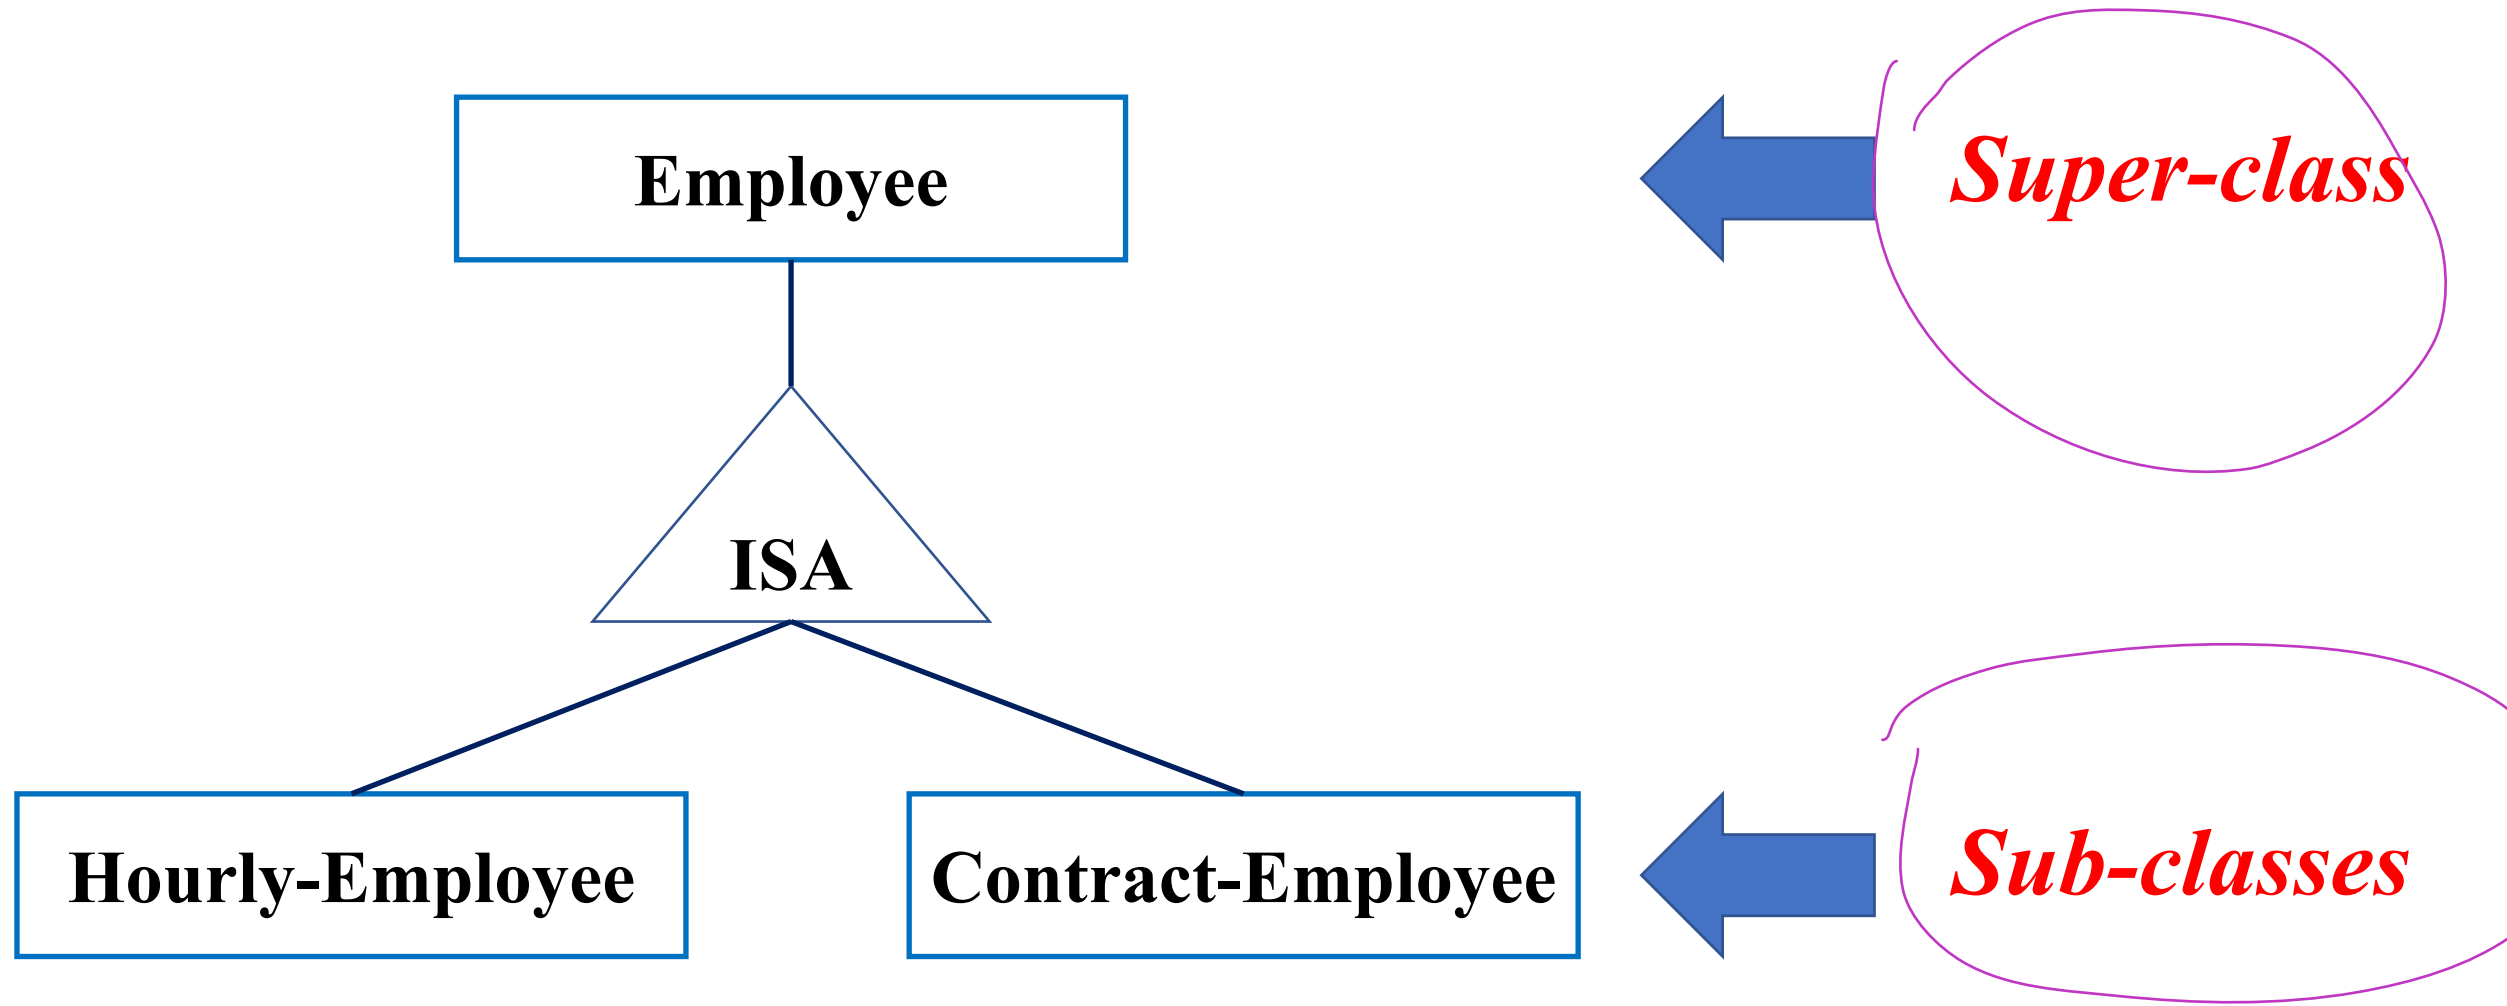 Employee
Super-class
ISA
Hourly-Employee
Contract-Employee
Sub-classes